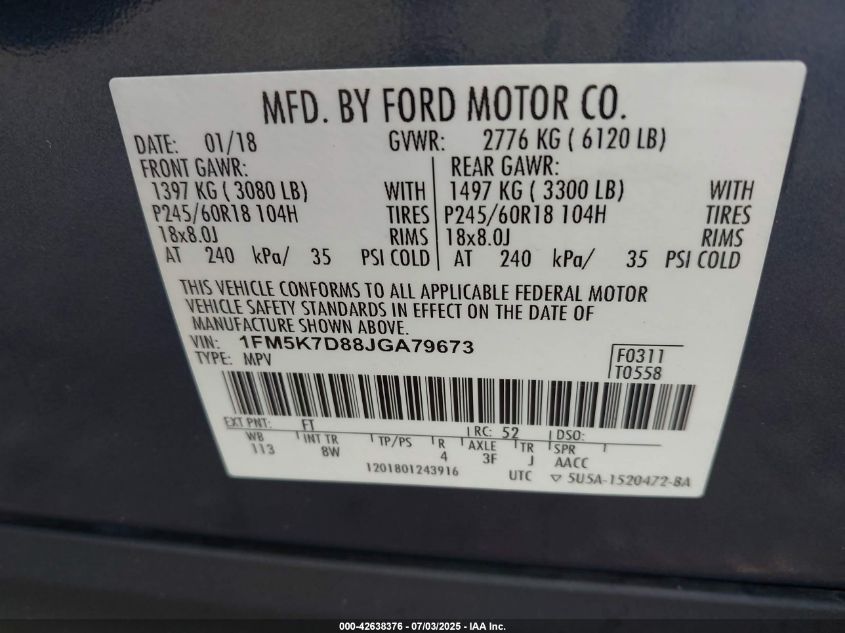 MFD. BY FORD MOTOR CO.
DATE: 01/18 GVWR: 2776 KG ( 6120 LB)
FRONT GAWR: REAR GAWR:
1397 KG ( 3080 LB) WITH 1497 KG ( 3300 LB) WITH
P245/60R18 104H TIRES P245/60R18 104H TIRES
18x8.0J RIMS 18x8.0J RIMS
AT 240 kPa/ 35 PSI COLD AT 240 kPa/ 35 PSI COLD
THIS VEHICLE CONFORMS TO ALL APPLICABLE FEDERAL MOTOR
VEHICLE SAFETY STANDARDS IN EFFECT ON THE DATE OF
MANUFACTURE SHOWN ABOVE.
VIN: 1FM5K7D88JGA79673
TYPE: MPV
F0311
T0558
EXT PNT: FT RC: 52 DSO:
WB INT TR TP/PS R AXLE TR SPR
113 8W 4 3F J AACC
1201801243916 UTC ▽ 5U5A-1520472-BA
000-42638376 - 07/03/2025 - IAA Inc.